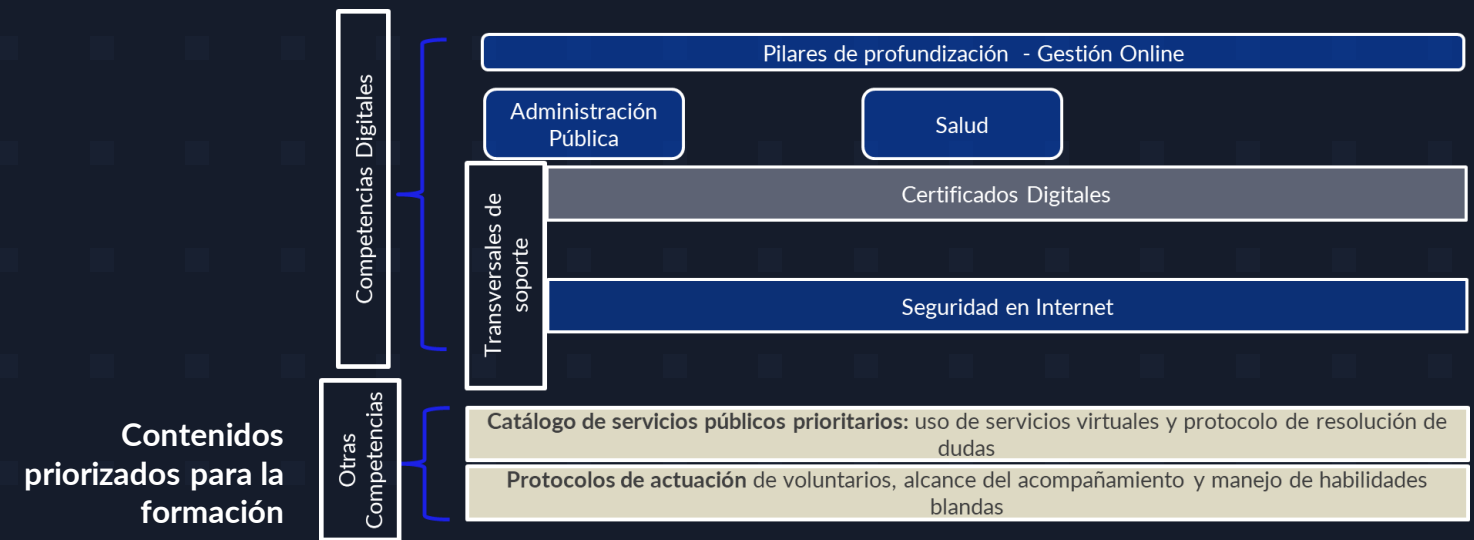 Competencias Digitales
Pilares de profundización - Gestión Online
Administración
Pública
Salud
Transversales de
soporte
Certificados Digitales
Seguridad en Internet
Contenidos
priorizados para la
formación
Otras
Competencias
Catálogo de servicios públicos prioritarios: uso de servicios virtuales y protocolo de resolución de
dudas
Protocolos de actuación de voluntarios, alcance del acompañamiento y manejo de habilidades
blandas